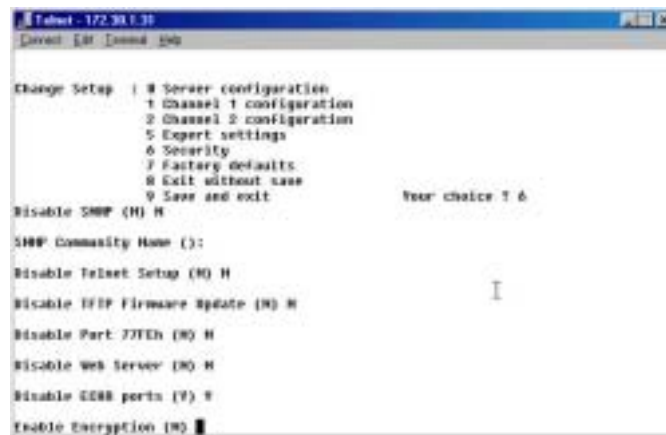 Telnet - 172.30.1.31
Connect Edit Terminal Help
Change Setup : 0 Server configuration
1 Channel 1 configuration
2 Channel 2 configuration
5 Expert settings
6 Security
7 Factory defaults
8 Exit without save
9 Save and exit Your choice ? 6
Disable SNMP (N) N
SNMP Community Name ():
Disable Telnet Setup (N) N
Disable TFTP Firmware Update (N) N
Disable Port 77FEh (N) N
Disable Web Server (N) N
Disable ECHO ports (Y) Y
Enable Encryption (N)